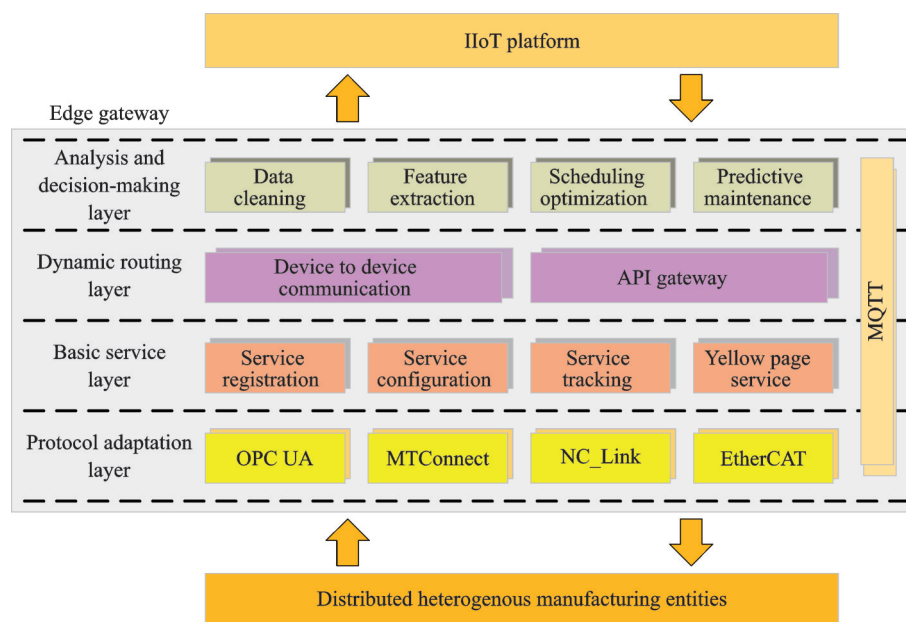 IIoT platform
Edge gateway
Analysis and
decision-making
layer
Data
cleaning
Feature
extraction
Scheduling
optimization
Predictive
maintenance
Dynamic routing
layer
Device to device
communication
API gateway
MQTT
Basic service
layer
Service
registration
Service
configuration
Service
tracking
Yellow page
service
Protocol adaptation
layer
OPC UA
MTConnect
NC_Link
EtherCAT
Distributed heterogenous manufacturing entities